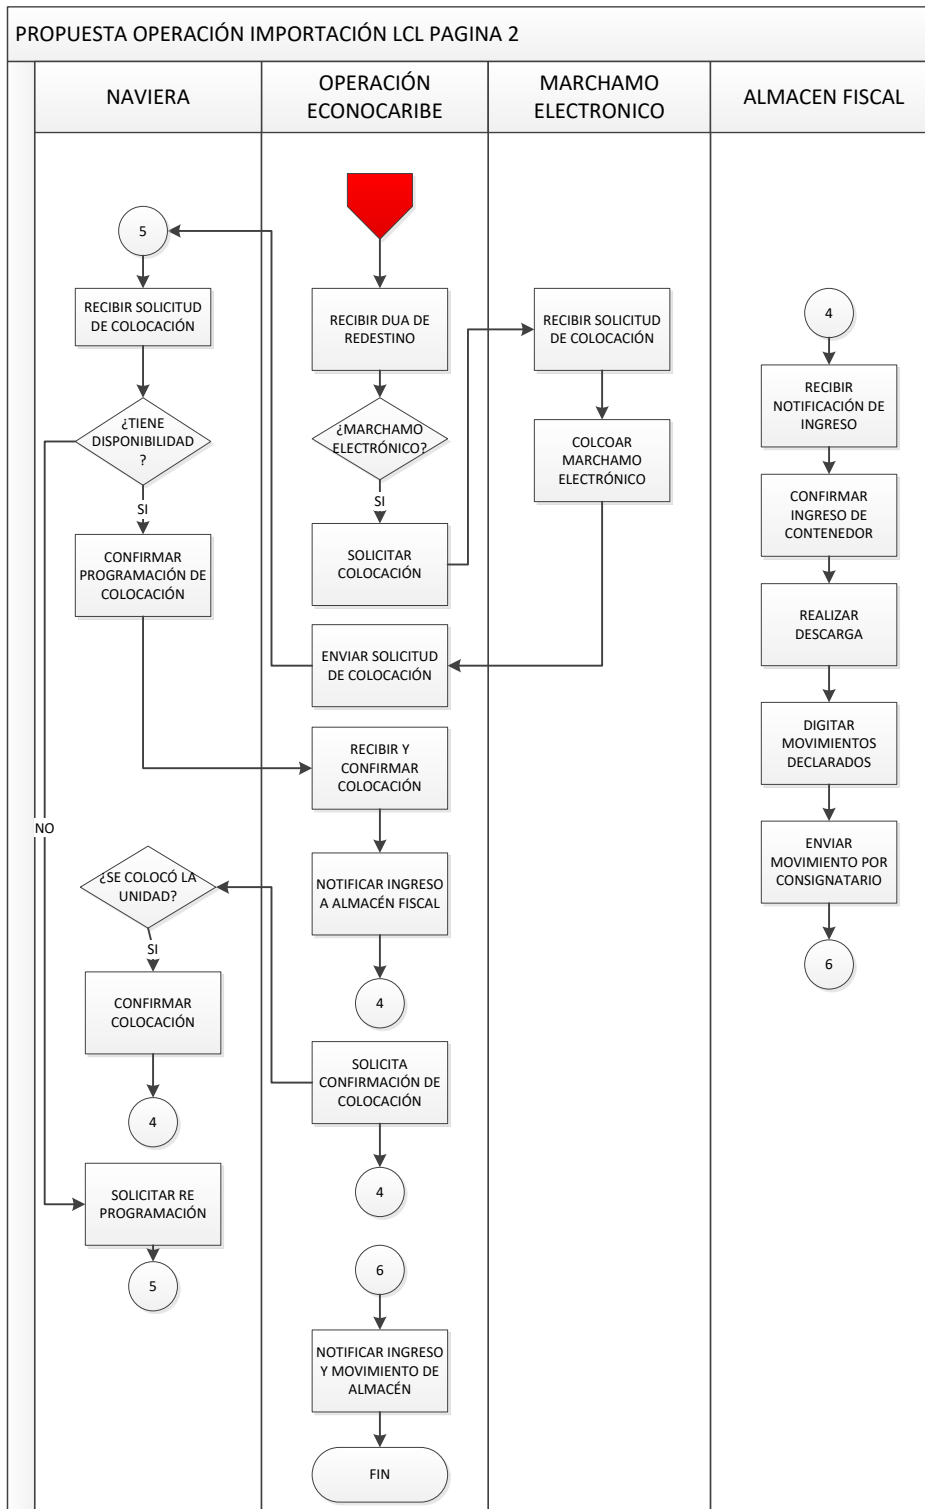 PROPUESTA OPERACIÓN IMPORTACIÓN LCL PAGINA 2
NAVIERA
OPERACIÓN
ECONOCARIBE
MARCHAMO
ELECTRONICO
ALMACEN FISCAL
5
RECIBIR SOLICITUD
DE COLOCACIÓN
¿TIENE
DISPONIBILIDAD
?
SI
CONFIRMAR
PROGRAMACIÓN DE
COLOCACIÓN
NO
¿SE COLOCÓ LA
UNIDAD?
SI
CONFIRMAR
COLOCACIÓN
4
SOLICITAR RE
PROGRAMACIÓN
5
RECIBIR DUA DE
REDESTINO
¿MARCHAMO
ELECTRÓNICO?
SI
SOLICITAR
COLOCACIÓN
ENVIAR SOLICITUD
DE COLOCACIÓN
RECIBIR Y
CONFIRMAR
COLOCACIÓN
NOTIFICAR INGRESO
A ALMACÉN FISCAL
4
SOLICITA
CONFIRMACIÓN DE
COLOCACIÓN
4
6
NOTIFICAR INGRESO
Y MOVIMIENTO DE
ALMACÉN
FIN
RECIBIR SOLICITUD
DE COLOCACIÓN
COLCOAR
MARCHAMO
ELECTRÓNICO
4
RECIBIR
NOTIFICACIÓN DE
INGRESO
CONFIRMAR
INGRESO DE
CONTENEDOR
REALIZAR
DESCARGA
DIGITAR
MOVIMIENTOS
DECLARADOS
ENVIAR
MOVIMIENTO POR
CONSIGNATARIO
6